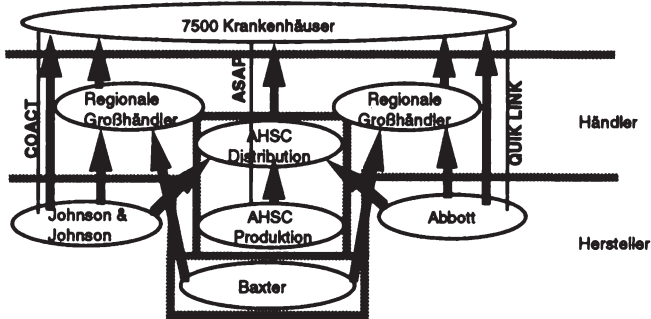 7500 Krankenhäuser
COACT
ASAP
QUIK LINK
Regionale
Großhändler
Regionale
Großhändler
Händler
AHSC
Distribution
Johnson &
Johnson
AHSC
Produktion
Abbott
Hersteller
Baxter